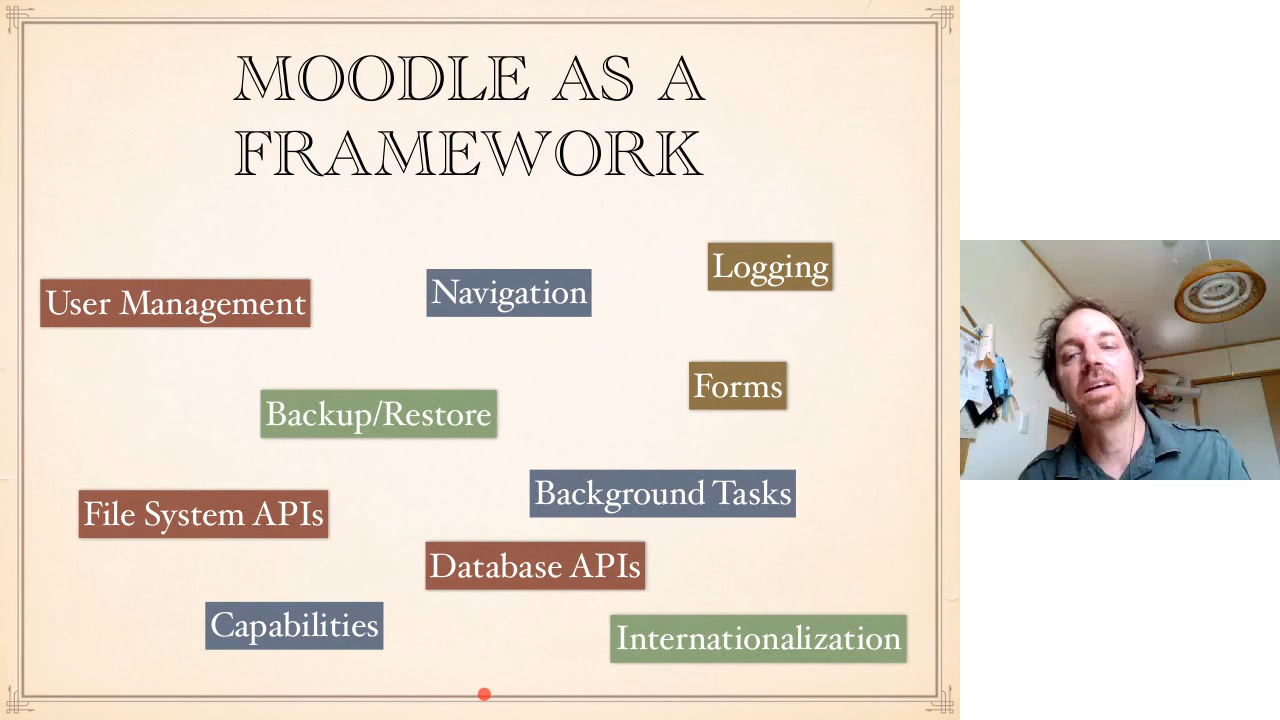 MOODLE AS A
FRAMEWORK
Logging
Navigation
User Management
Forms
Backup/Restore
Background Tasks
File System APIs
Database APIs
Capabilities
Internationalization